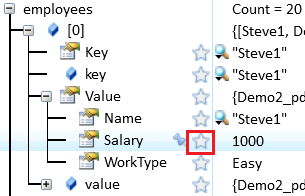 employees Count = 20
[0] {[Steve1, De
Key "Steve1"
key "Steve1"
Value {Demo2_pd
Name "Steve1"
Salary 1000
WorkType Easy
value {Demo2_pd